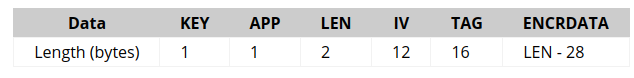 Data KEY APP LEN IV TAG ENCRDATA
Length (bytes) 1 1 2 12 16 LEN - 28